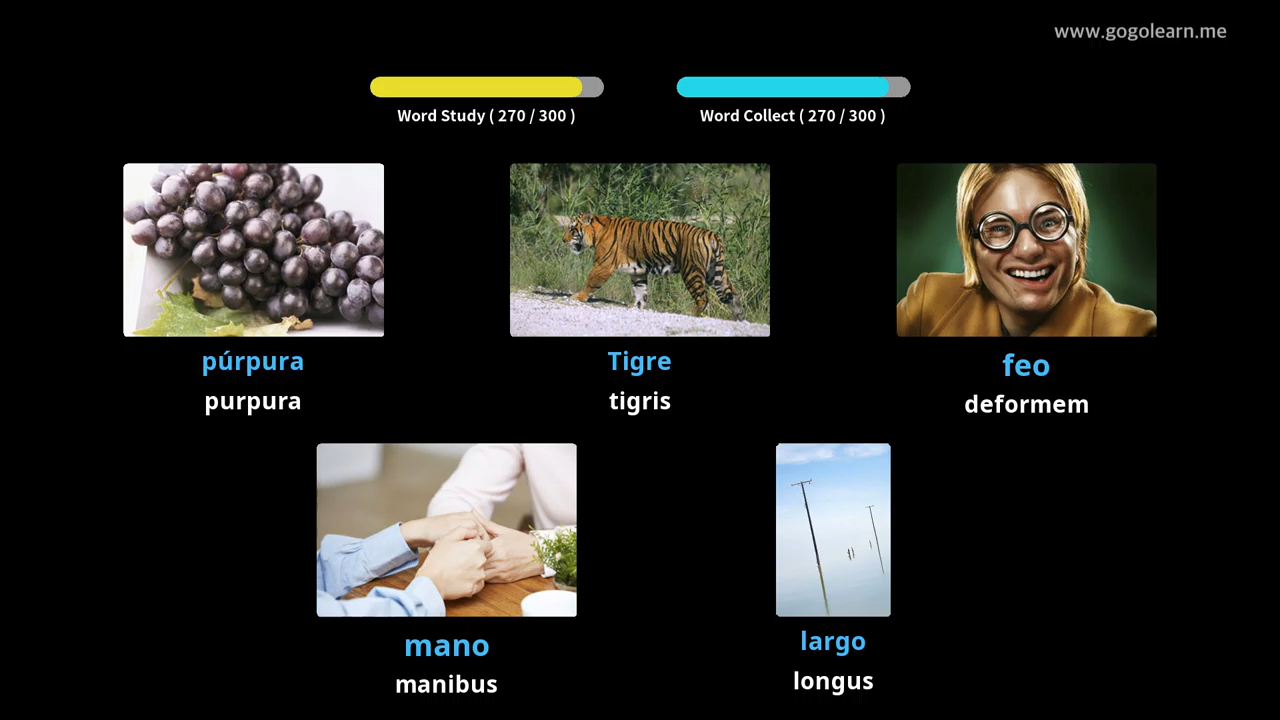 www.gogolearn.me
Word Study ( 270 / 300 )
Word Collect ( 270 / 300 )
púrpura
purpura
Tigre
tigris
feo
deformem
mano
manibus
largo
longus